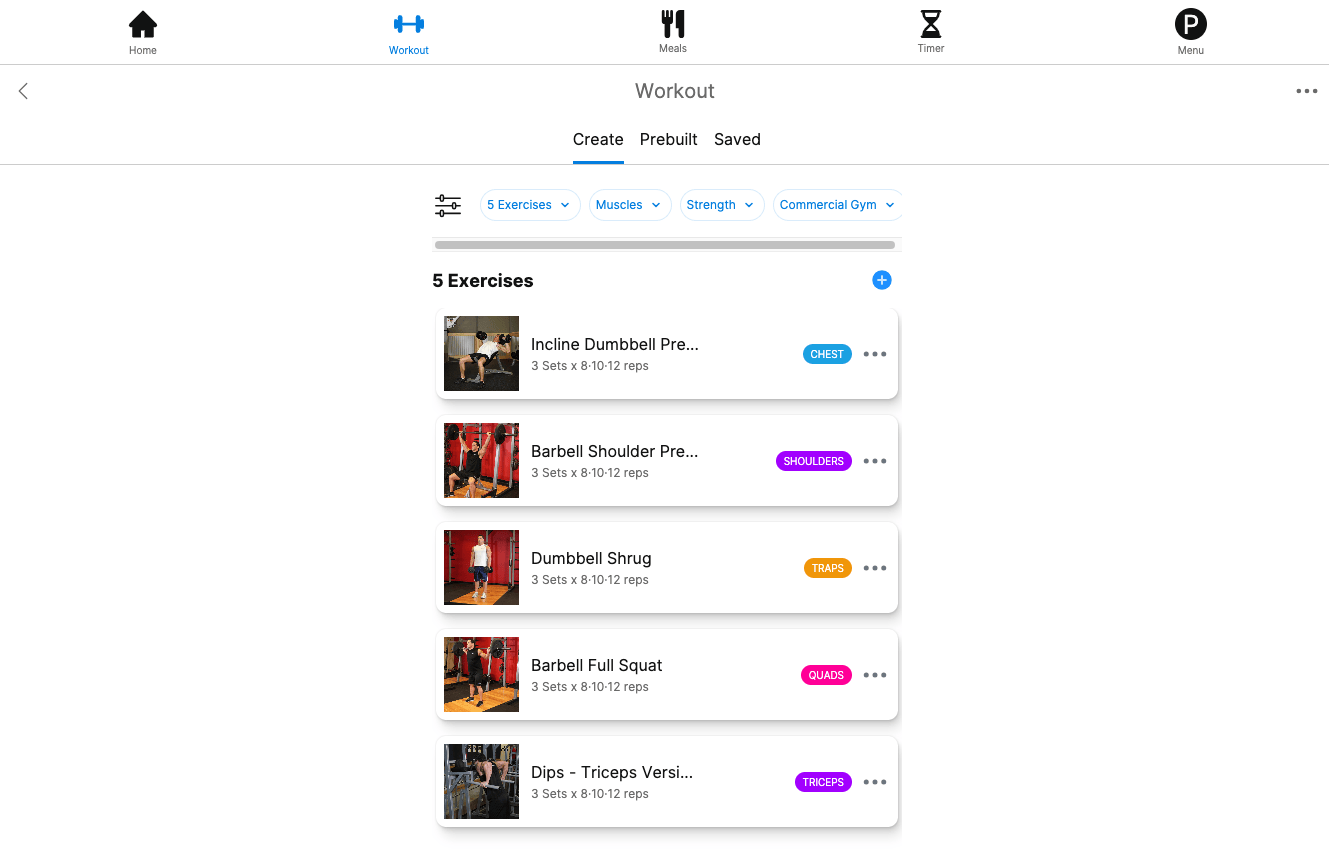 Home
Workout
Meals
Timer
P
Menu
Workout
Create Prebuilt Saved
5 Exercises Muscles Strength Commercial Gym
5 Exercises
Incline Dumbbell Pre...
3 Sets x 8·10·12 reps
CHEST
Barbell Shoulder Pre...
3 Sets x 8·10·12 reps
SHOULDERS
Dumbbell Shrug
3 Sets x 8·10·12 reps
TRAPS
Barbell Full Squat
3 Sets x 8·10·12 reps
QUADS
Dips - Triceps Versi...
3 Sets x 8·10·12 reps
TRICEPS